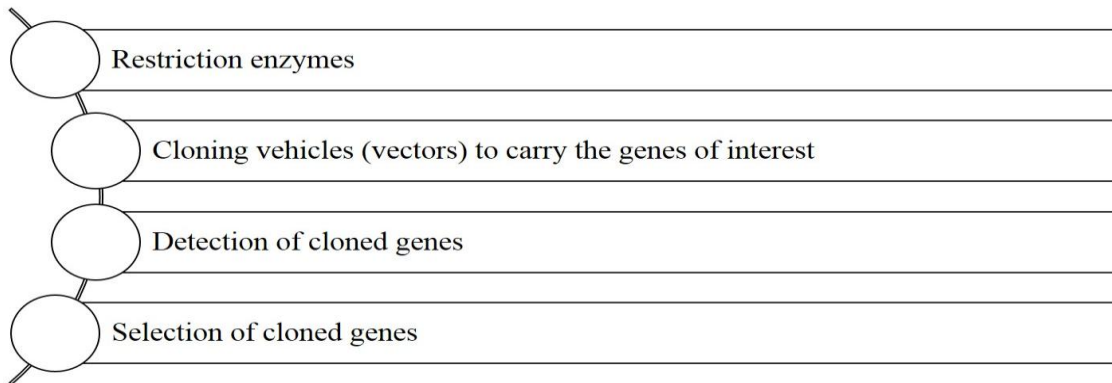 Restriction enzymes
Cloning vehicles (vectors) to carry the genes of interest
Detection of cloned genes
Selection of cloned genes